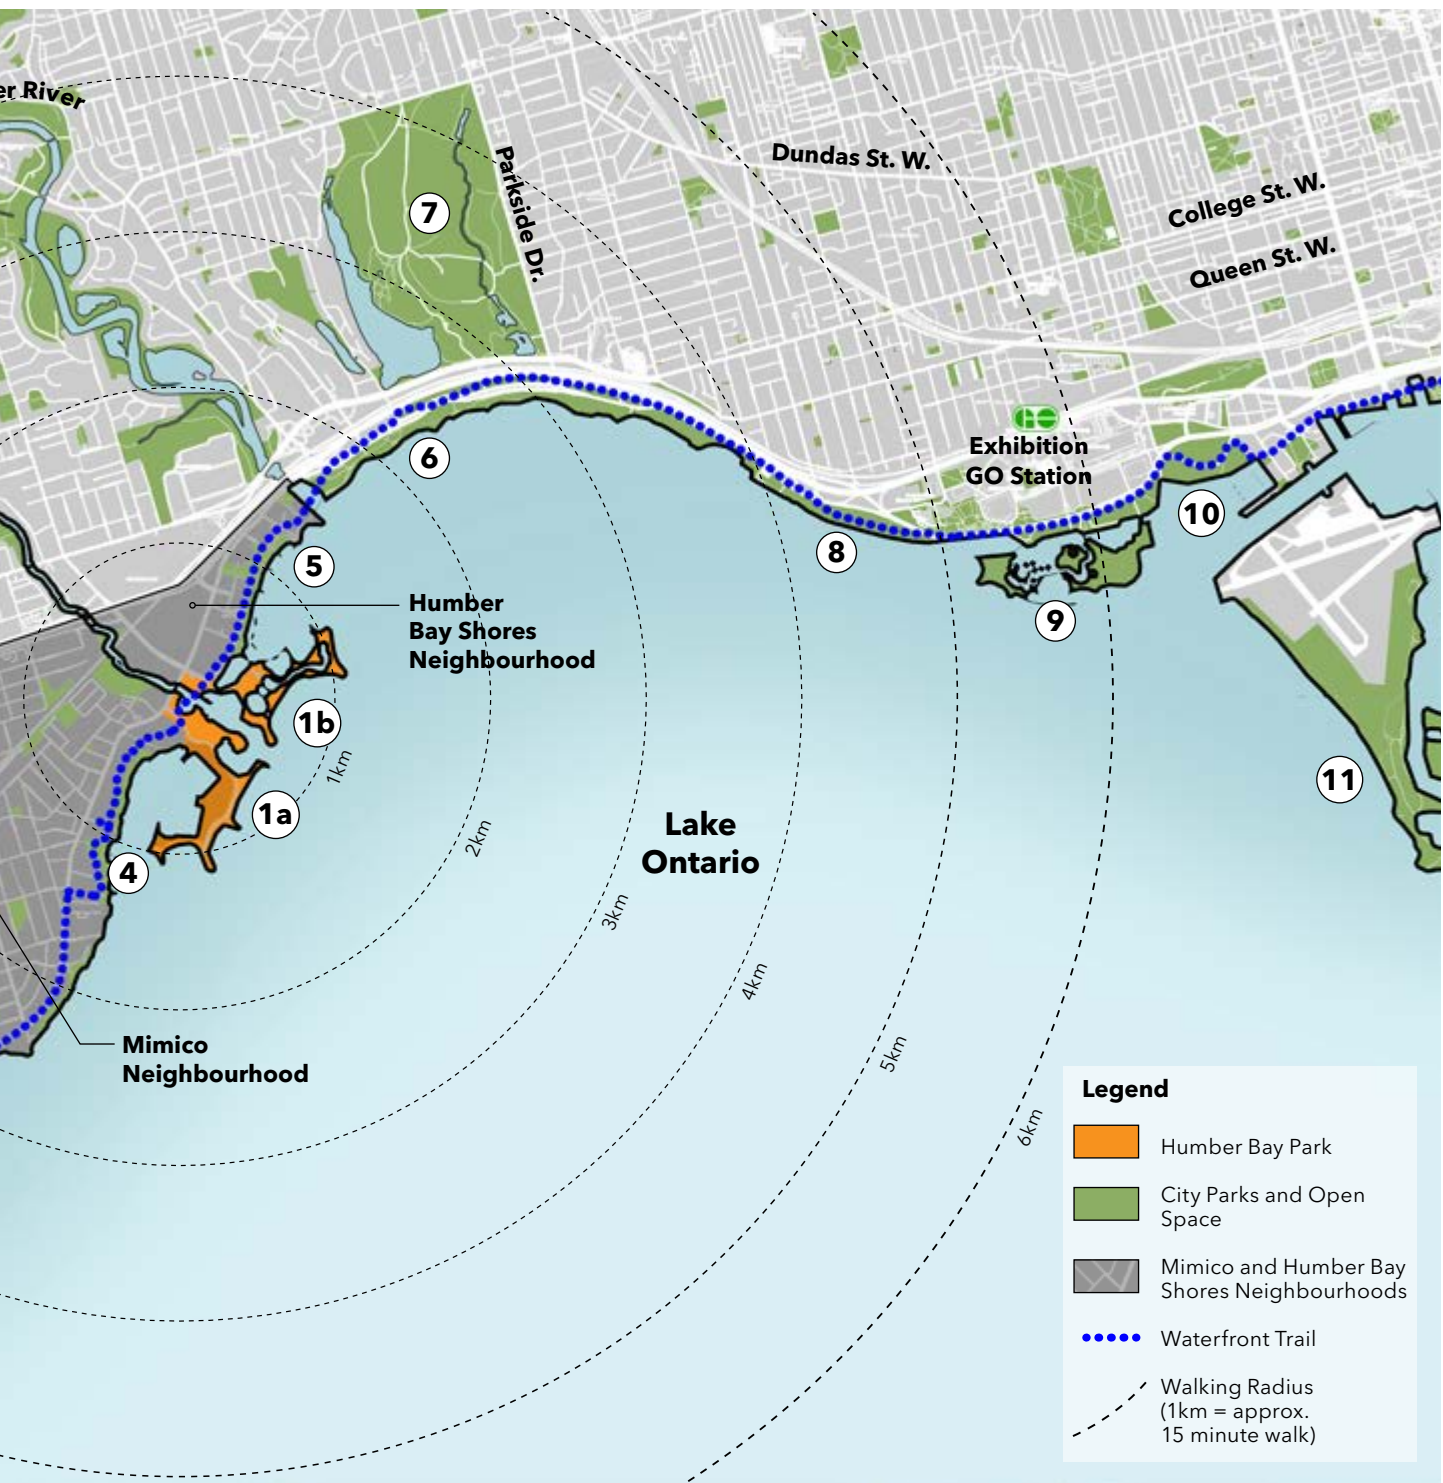 er River
Parkside Dr.
Dundas St. W.
College St. W.
Queen St. W.
7
GO
Exhibition
GO Station
6
10
8
5
9
Humber
Bay Shores
Neighbourhood
1b
1km
11
1a
2km
Lake
Ontario
4
3km
4km
Mimico
Neighbourhood
5km
6km
Legend
Humber Bay Park
City Parks and Open
Space
Mimico and Humber Bay
Shores Neighbourhoods
Waterfront Trail
Walking Radius
(1km = approx.
15 minute walk)